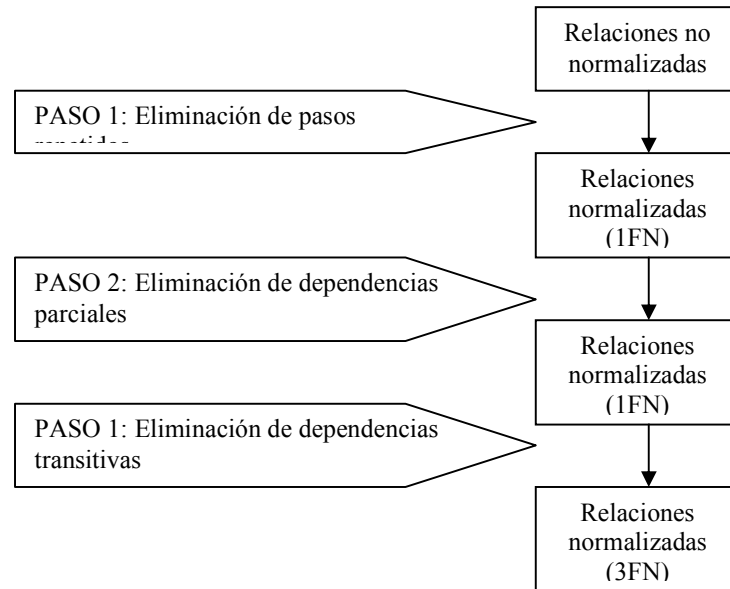 Relaciones no
normalizadas
PASO 1: Eliminación de pasos
repetidos
Relaciones
normalizadas
(1FN)
PASO 2: Eliminación de dependencias
parciales
Relaciones
normalizadas
(1FN)
PASO 1: Eliminación de dependencias
transitivas
Relaciones
normalizadas
(3FN)